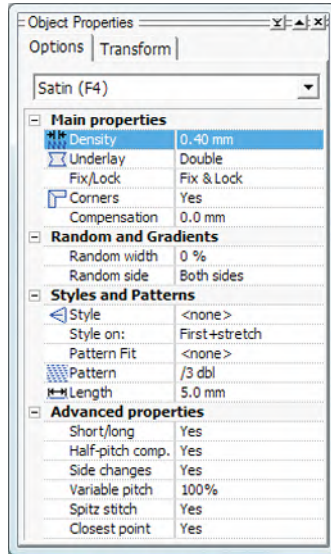 Object Properties
Options Transform
Satin (F4)
Main properties
Density 0.40 mm
Underlay Double
Fix/Lock Fix & Lock
Corners Yes
Compensation 0.0 mm
Random and Gradients
Random width 0 %
Random side Both sides
Styles and Patterns
Style <none>
Style on: First+stretch
Pattern Fit <none>
Pattern /3 dbl
Length 5.0 mm
Advanced properties
Short/long Yes
Half-pitch comp. Yes
Side changes Yes
Variable pitch 100%
Spitz stitch Yes
Closest point Yes